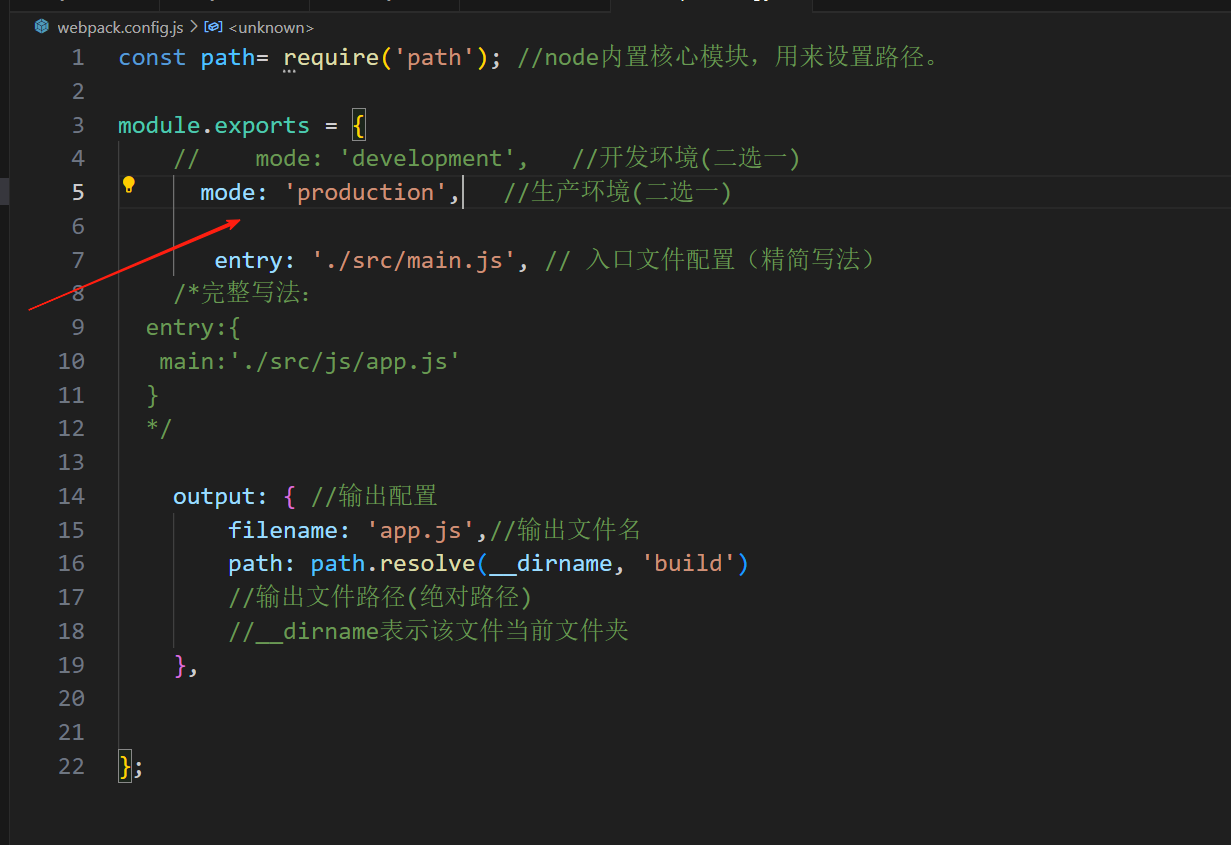 webpack.config.js > <unknown>
1 const path= require('path'); //node内置核心模块，用来设置路径。
2
3 module.exports = {
4 //    mode: 'development',   //开发环境(二选一)
5 mode: 'production',   //生产环境(二选一)
6
7 entry: './src/main.js', // 入口文件配置（精简写法）
8 /*完整写法：
9 entry:{
10 main:'./src/js/app.js'
11 }
12 */
13
14 output: { //输出配置
15 filename: 'app.js',//输出文件名
16 path: path.resolve(__dirname, 'build')
17 //输出文件路径(绝对路径)
18 //__dirname表示该文件当前文件夹
19 },
20
21
22 };